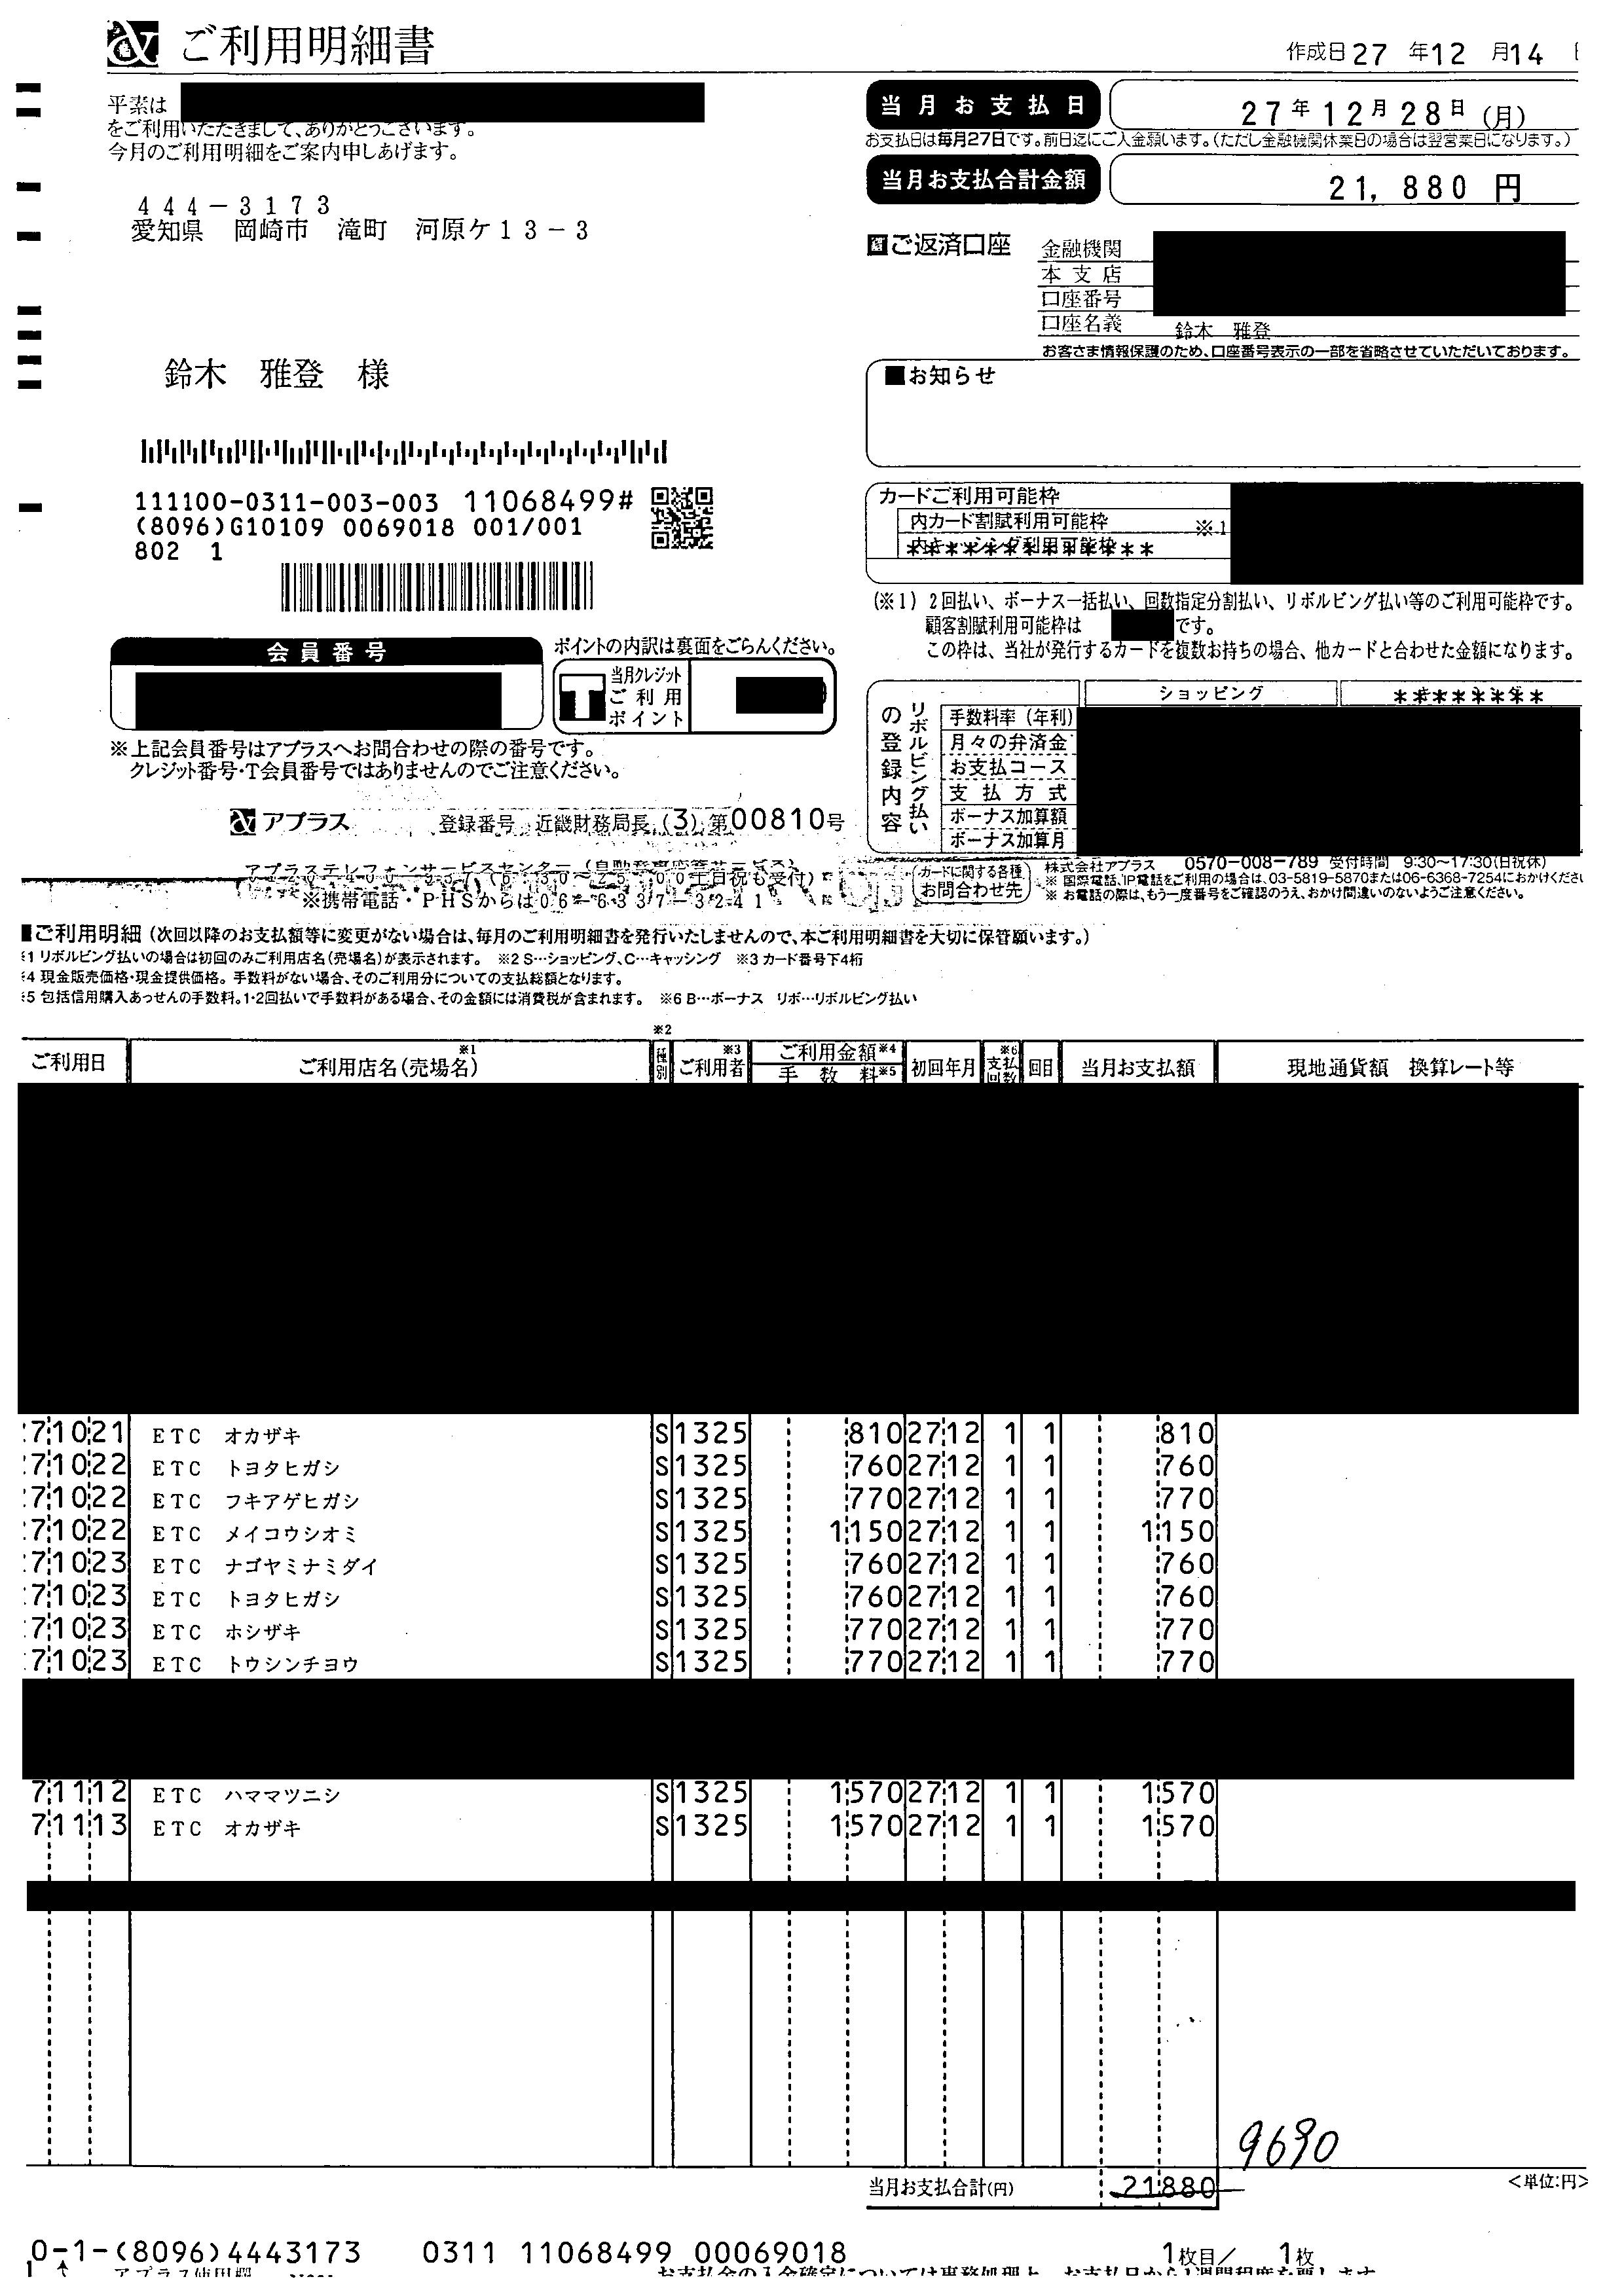 ご利用明細書
作成日27 年12 月14
平素は
をご利用いただきまして、ありがとうございます。
今月のご利用明細をご案内申しあげます。
当月お支払日 27年12月28日 (月)
お支払日は毎月27日です。前日迄にご入金願います。(ただし金融機関休業日の場合は翌営業日になります。)
当月お支払合計金額 21,880 円
444-3173
愛知県 岡崎市 滝町 河原ケ13-3
ご返済口座
金融機関
本支店
口座番号
口座名義 鈴木 雅登
お客さま情報保護のため、口座番号表示の一部を省略させていただいております。
鈴木 雅登 様
■お知らせ
111100-0311-003-003 11068499#
(8096)G10109 0069018 001/001
802 1
カードご利用可能枠
内カード割賦利用可能枠 ※1
(※1) 2回払い、ボーナス一括払い、回数指定分割払い、リボルビング払い等のご利用可能枠です。
顧客割賦利用可能枠は です。
この枠は、当社が発行するカードを複数お持ちの場合、他カードと合わせた金額になります。
会員番号
ポイントの内訳は裏面をごらんください。
T 当月クレジット
ご利用
ポイント
※上記会員番号はアプラスへお問合わせの際の番号です。
クレジット番号・T会員番号ではありませんのでご注意ください。
リボルビング払いの登録内容
ショッピング ********
手数料率(年利)
月々の弁済金
お支払コース
支払方式
ボーナス加算額
ボーナス加算月
アプラス 登録番号 近畿財務局長(3)第00810号
アプラステレフォンサービスセンター
※携帯電話・PHSからは06-6337-3241
カードに関する各種
お問合わせ先
株式会社アプラス 0570-008-789 受付時間 9:30~17:30(日祝休)
※ 国際電話、IP電話をご利用の場合は、03-5819-5870または06-6368-7254におかけくださ
※ お電話の際は、もう一度番号をご確認のうえ、おかけ間違いのないようご注意ください。
■ご利用明細(次回以降のお支払額等に変更がない場合は、毎月のご利用明細書を発行いたしませんので、本ご利用明細書を大切に保管願います。)
※1 リボルビング払いの場合は初回のみご利用店名(売場名)が表示されます。 ※2 S…ショッピング、C…キャッシング ※3 カード番号下4桁
※4 現金販売価格・現金提供価格。手数料がない場合、そのご利用分についての支払総額となります。
※5 包括信用購入あっせんの手数料。1・2回払いで手数料がある場合、その金額には消費税が含まれます。 ※6 B…ボーナス リボ…リボルビング払い
ご利用日 ご利用店名(売場名)※1 種別※2 ご利用者※3 ご利用金額※4 手数料※5 初回年月 支払回数※6 回目 当月お支払額 現地通貨額 換算レート等
271021 ETC オカザキ S 1325 810 2712 1 1 810
271022 ETC トヨタヒガシ S 1325 760 2712 1 1 760
271022 ETC フキアゲヒガシ S 1325 770 2712 1 1 770
271022 ETC メイコウシオミ S 1325 1150 2712 1 1 1150
271023 ETC ナゴヤミナミダイ S 1325 760 2712 1 1 760
271023 ETC トヨタヒガシ S 1325 760 2712 1 1 760
271023 ETC ホシザキ S 1325 770 2712 1 1 770
271023 ETC トウシンチヨウ S 1325 770 2712 1 1 770
71112 ETC ハママツニシ S 1325 1570 2712 1 1 1570
71113 ETC オカザキ S 1325 1570 2712 1 1 1570
9690
当月お支払合計(円) 21880 <単位:円>
0-1-(8096)4443173 0311 11068499 00069018 1枚目/ 1枚